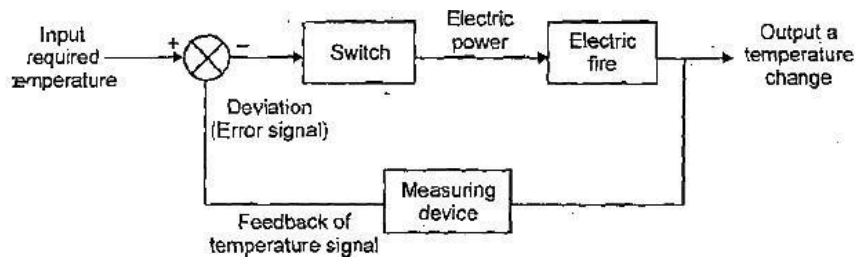 Input
required
temperature
+
−
Deviation
(Error signal)
Switch
Electric
power
Electric
fire
Output a
temperature
change
Measuring
device
Feedback of
temperature signal